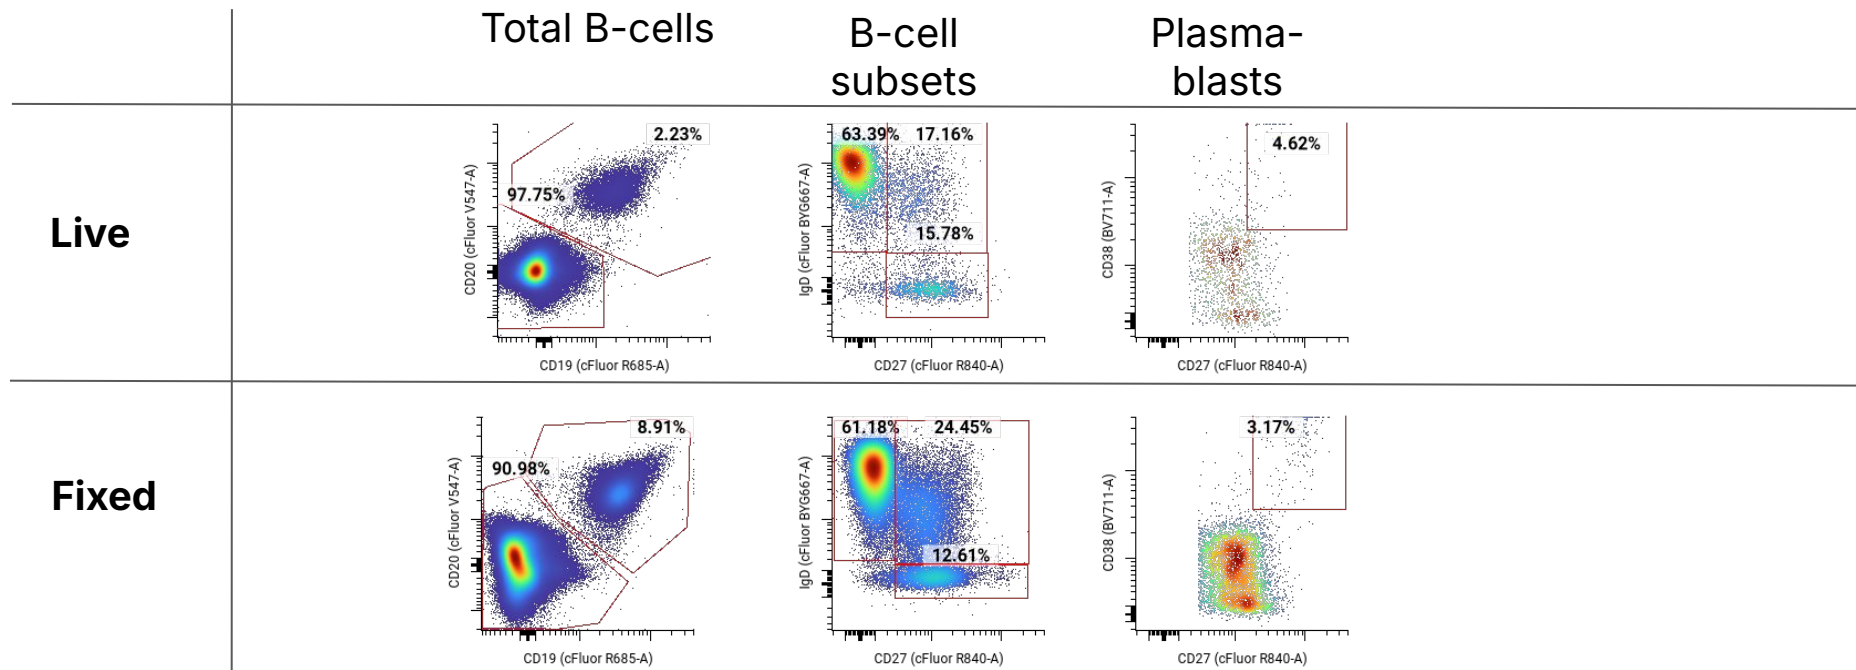 Total B-cells
B-cell
subsets
Plasma-
blasts
Live
2.23%
97.75%
CD20 (cFluor V547-A)
CD19 (cFluor R685-A)
63.39%
17.16%
15.78%
IgD (cFluor BYG667-A)
CD27 (cFluor R840-A)
4.62%
CD38 (BV711-A)
CD27 (cFluor R840-A)
Fixed
8.91%
90.98%
CD20 (cFluor V547-A)
CD19 (cFluor R685-A)
61.18%
24.45%
12.61%
IgD (cFluor BYG667-A)
CD27 (cFluor R840-A)
3.17%
CD38 (BV711-A)
CD27 (cFluor R840-A)